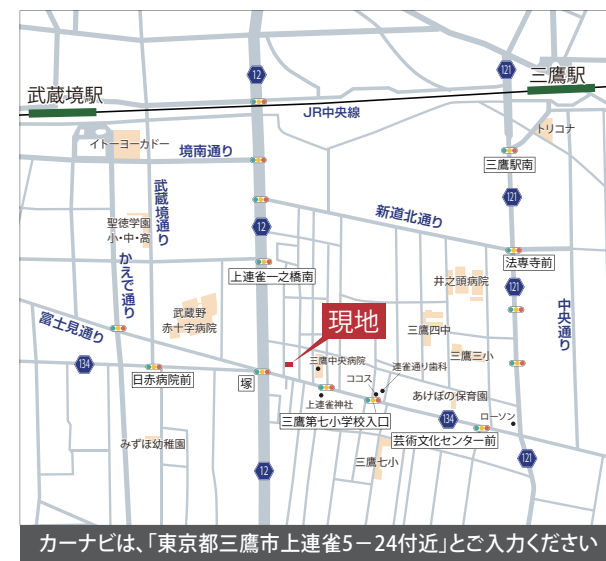 121
12
三鷹駅
武蔵境駅
JR中央線
トリコナ
イトーヨーカドー
境南通り
三鷹駅南
武蔵境通り
121
新道北通り
聖徳学園
小・中・高
12
かえで通り
法専寺前
上連雀一之橋南
井之頭病院
121
武蔵野
赤十字病院
中央通り
富士見通り
現地
三鷹四中
三鷹三小
134
日赤病院前
塚
三鷹中央病院
ココス
連雀通り歯科
上連雀神社
あけぼの保育園
三鷹第七小学校入口
134
ローソン
芸術文化センター前
みずほ幼稚園
三鷹七小
12
121
カーナビは、「東京都三鷹市上連雀5－24付近」とご入力ください